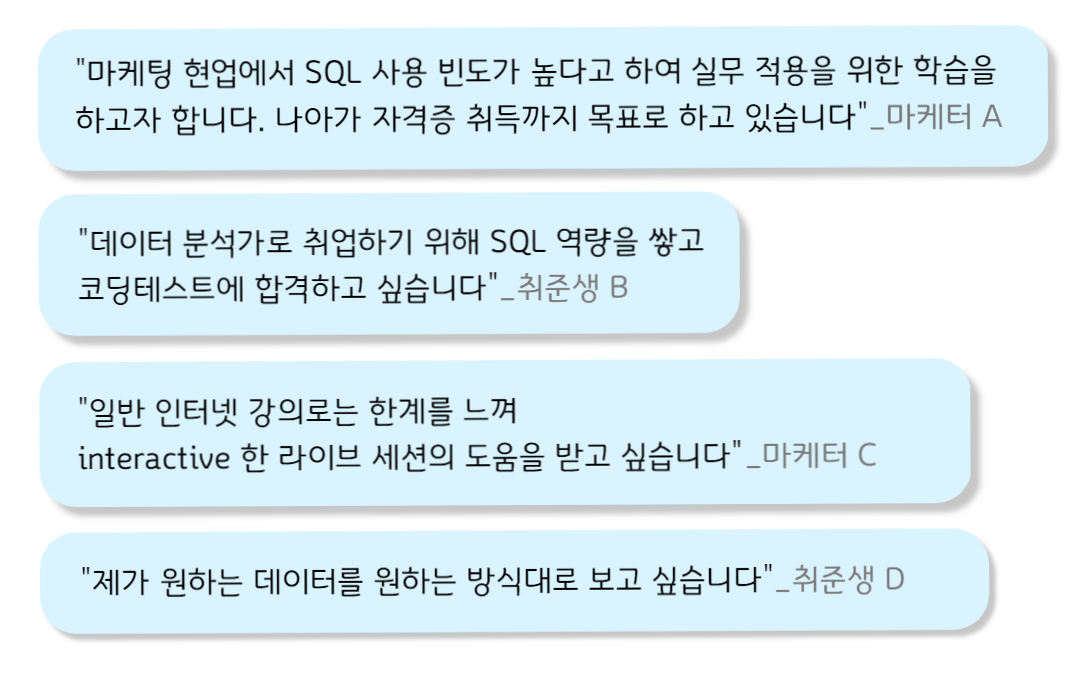 "마케팅 현업에서 SQL 사용 빈도가 높다고 하여 실무 적용을 위한 학습을
하고자 합니다. 나아가 자격증 취득까지 목표로 하고 있습니다"_마케터 A
"데이터 분석가로 취업하기 위해 SQL 역량을 쌓고
코딩테스트에 합격하고 싶습니다"_취준생 B
"일반 인터넷 강의로는 한계를 느껴
interactive 한 라이브 세션의 도움을 받고 싶습니다"_마케터 C
"제가 원하는 데이터를 원하는 방식대로 보고 싶습니다"_취준생 D